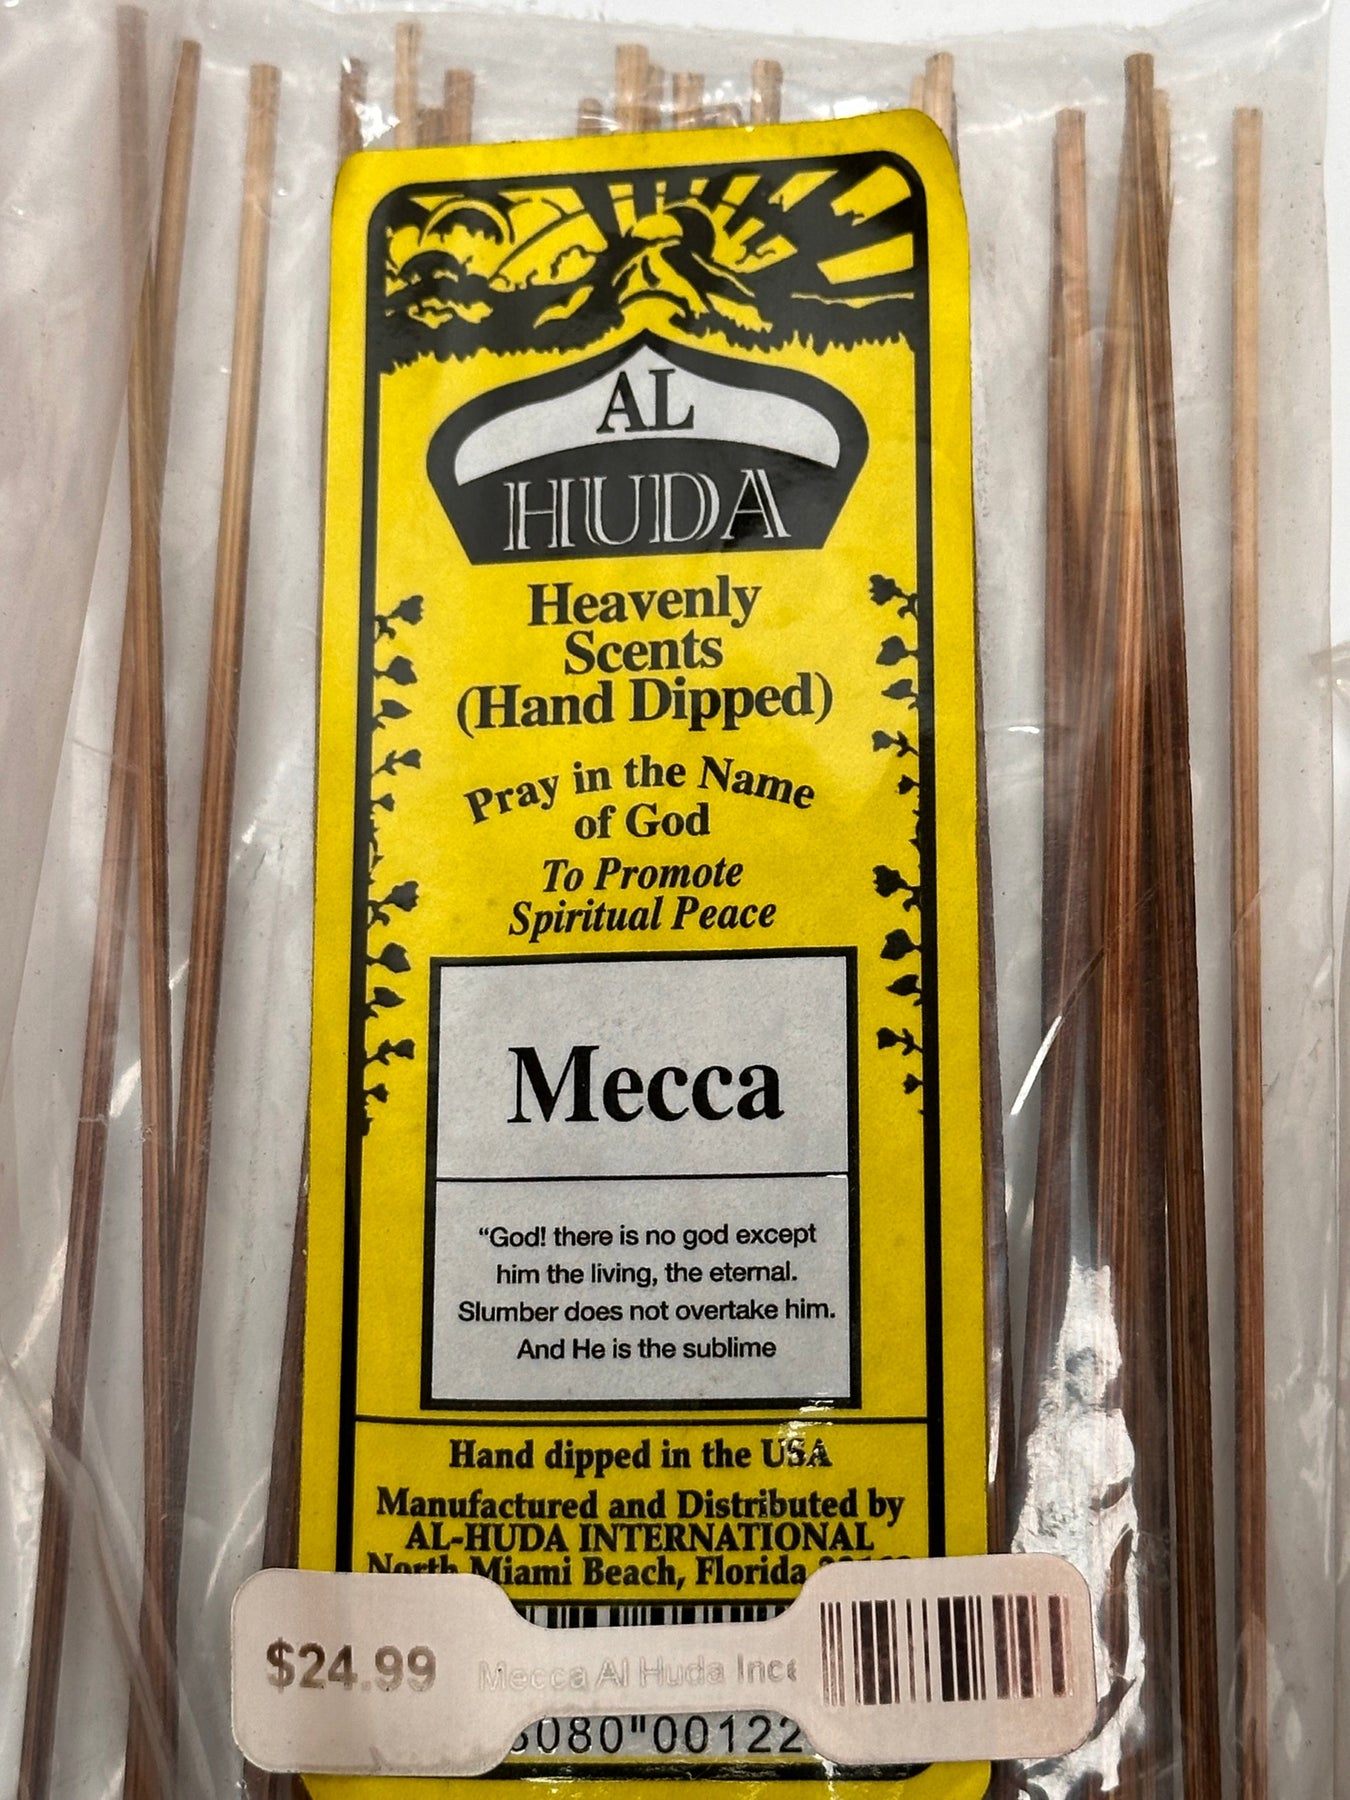 AL
HUDA
Heavenly
Scents
(Hand Dipped)
Pray in the Name
of God
To Promote
Spiritual Peace
Mecca
“God! there is no god except
him the living, the eternal.
Slumber does not overtake him.
And He is the sublime
Hand dipped in the USA
Manufactured and Distributed by
AL-HUDA INTERNATIONAL
North Miami Beach, Florida
$24.99
Mecca Al Huda Ince
8080"00122